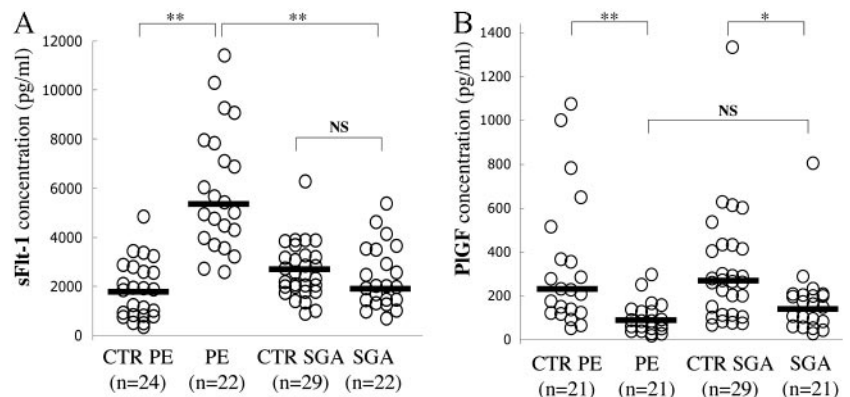 A
** **
sFlt-1 concentration (pg/ml)
14000
12000
10000
8000
6000
4000
2000
0
NS
CTR PE PE CTR SGA SGA
(n=24) (n=22) (n=29) (n=22)
B
** *
PlGF concentration (pg/ml)
1400
1200
1000
800
600
400
200
0
NS
CTR PE PE CTR SGA SGA
(n=21) (n=21) (n=29) (n=21)